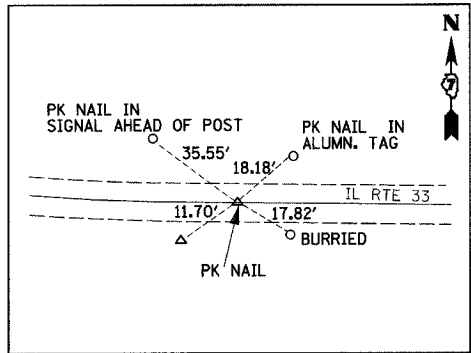 N
7
PK NAIL IN
SIGNAL AHEAD OF POST
PK NAIL IN
ALUMN. TAG
35.55'
18.18'
IL RTE 33
11.70'
17.82'
BURRIED
PK NAIL